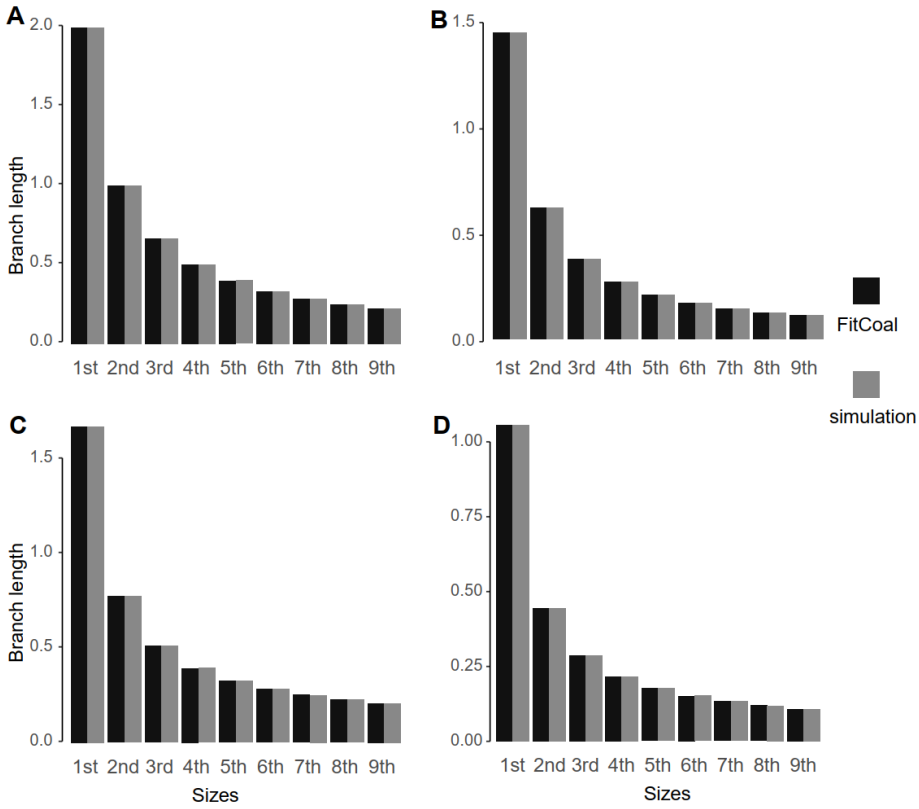 A
2.0
1.5
1.0
0.5
0.0
Branch length
1st 2nd 3rd 4th 5th 6th 7th 8th 9th
B
1.5
1.0
0.5
0.0
1st 2nd 3rd 4th 5th 6th 7th 8th 9th
FitCoal
simulation
C
1.5
1.0
0.5
0.0
Branch length
1st 2nd 3rd 4th 5th 6th 7th 8th 9th
Sizes
D
1.00
0.75
0.50
0.25
0.00
1st 2nd 3rd 4th 5th 6th 7th 8th 9th
Sizes